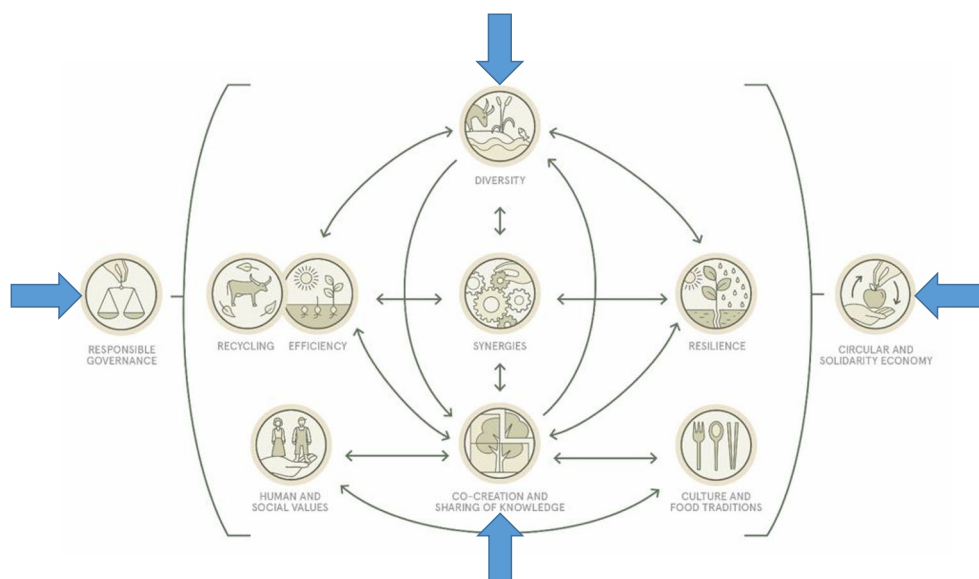 DIVERSITY
RESPONSIBLE
GOVERNANCE
RECYCLING
EFFICIENCY
SYNERGIES
RESILIENCE
CIRCULAR AND
SOLIDARITY ECONOMY
HUMAN AND
SOCIAL VALUES
CO-CREATION AND
SHARING OF KNOWLEDGE
CULTURE AND
FOOD TRADITIONS